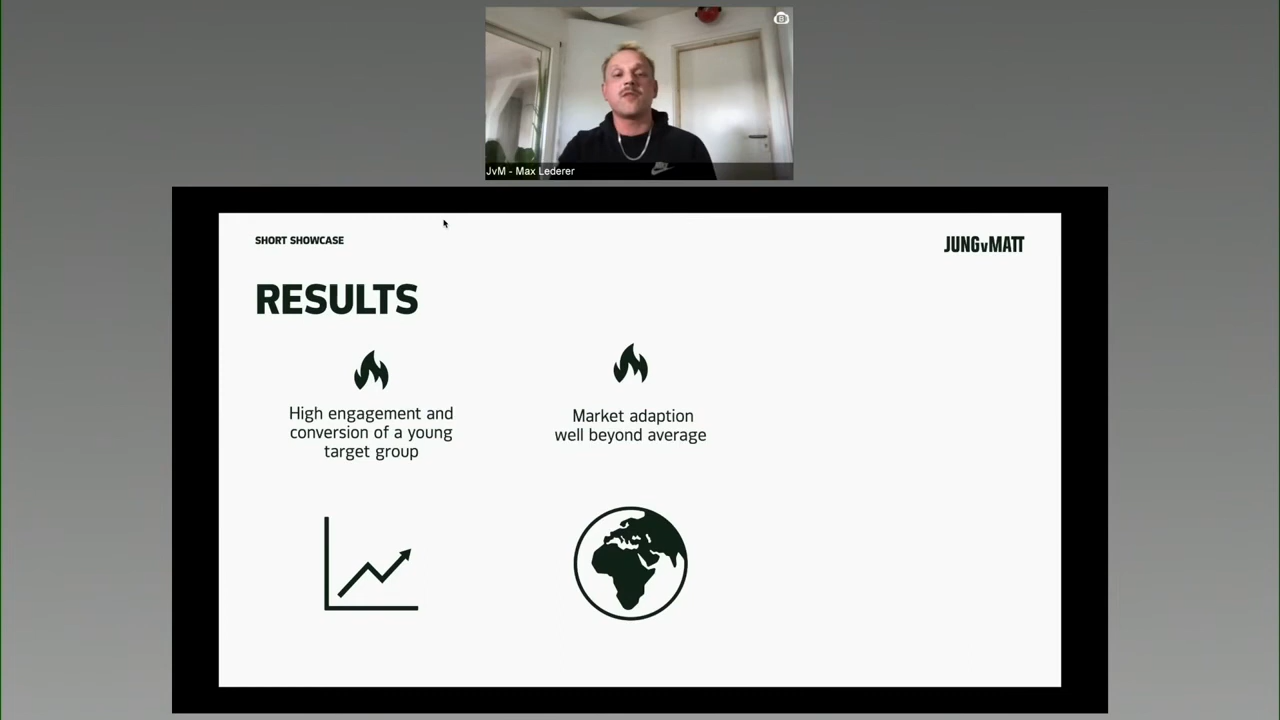 JvM - Max Lederer
SHORT SHOWCASE
JUNGvMATT
RESULTS
High engagement and
conversion of a young
target group
Market adaption
well beyond average